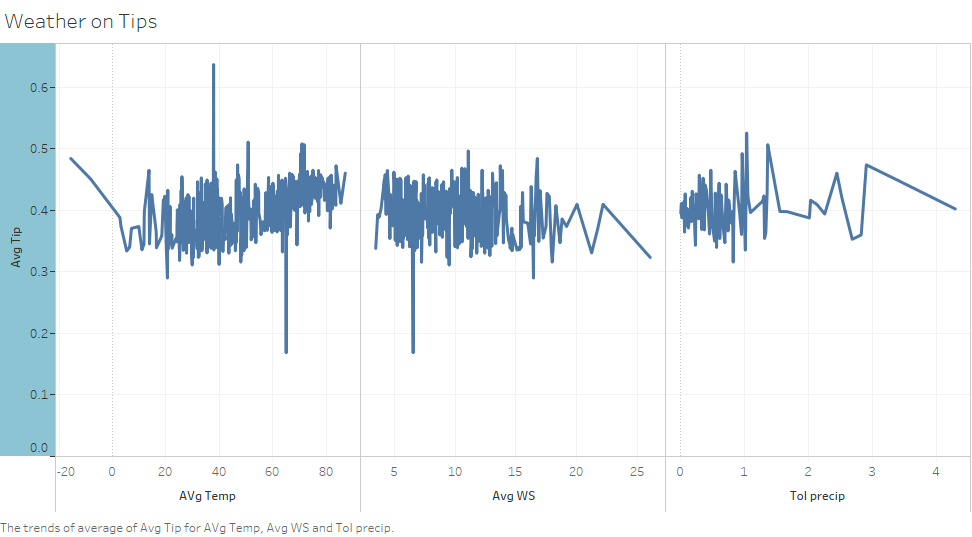 Weather on Tips
Avg Tip
0.6
0.5
0.4
0.3
0.2
0.1
0.0
-20 0 20 40 60 80
5 10 15 20 25
0 1 2 3 4
AVg Temp
Avg WS
Tol precip
The trends of average of Avg Tip for AVg Temp, Avg WS and Tol precip.